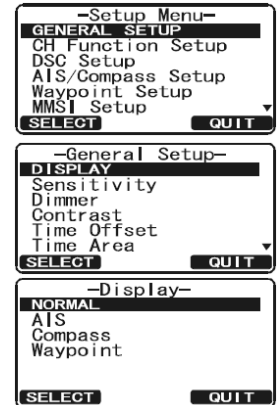 -Setup Menu-
GENERAL SETUP
CH Function Setup
DSC Setup
AIS/Compass Setup
Waypoint Setup
MMSI Setup
SELECT QUIT
-General Setup-
DISPLAY
Sensitivity
Dimmer
Contrast
Time Offset
Time Area
SELECT QUIT
-Display-
NORMAL
AIS
Compass
Waypoint
SELECT QUIT